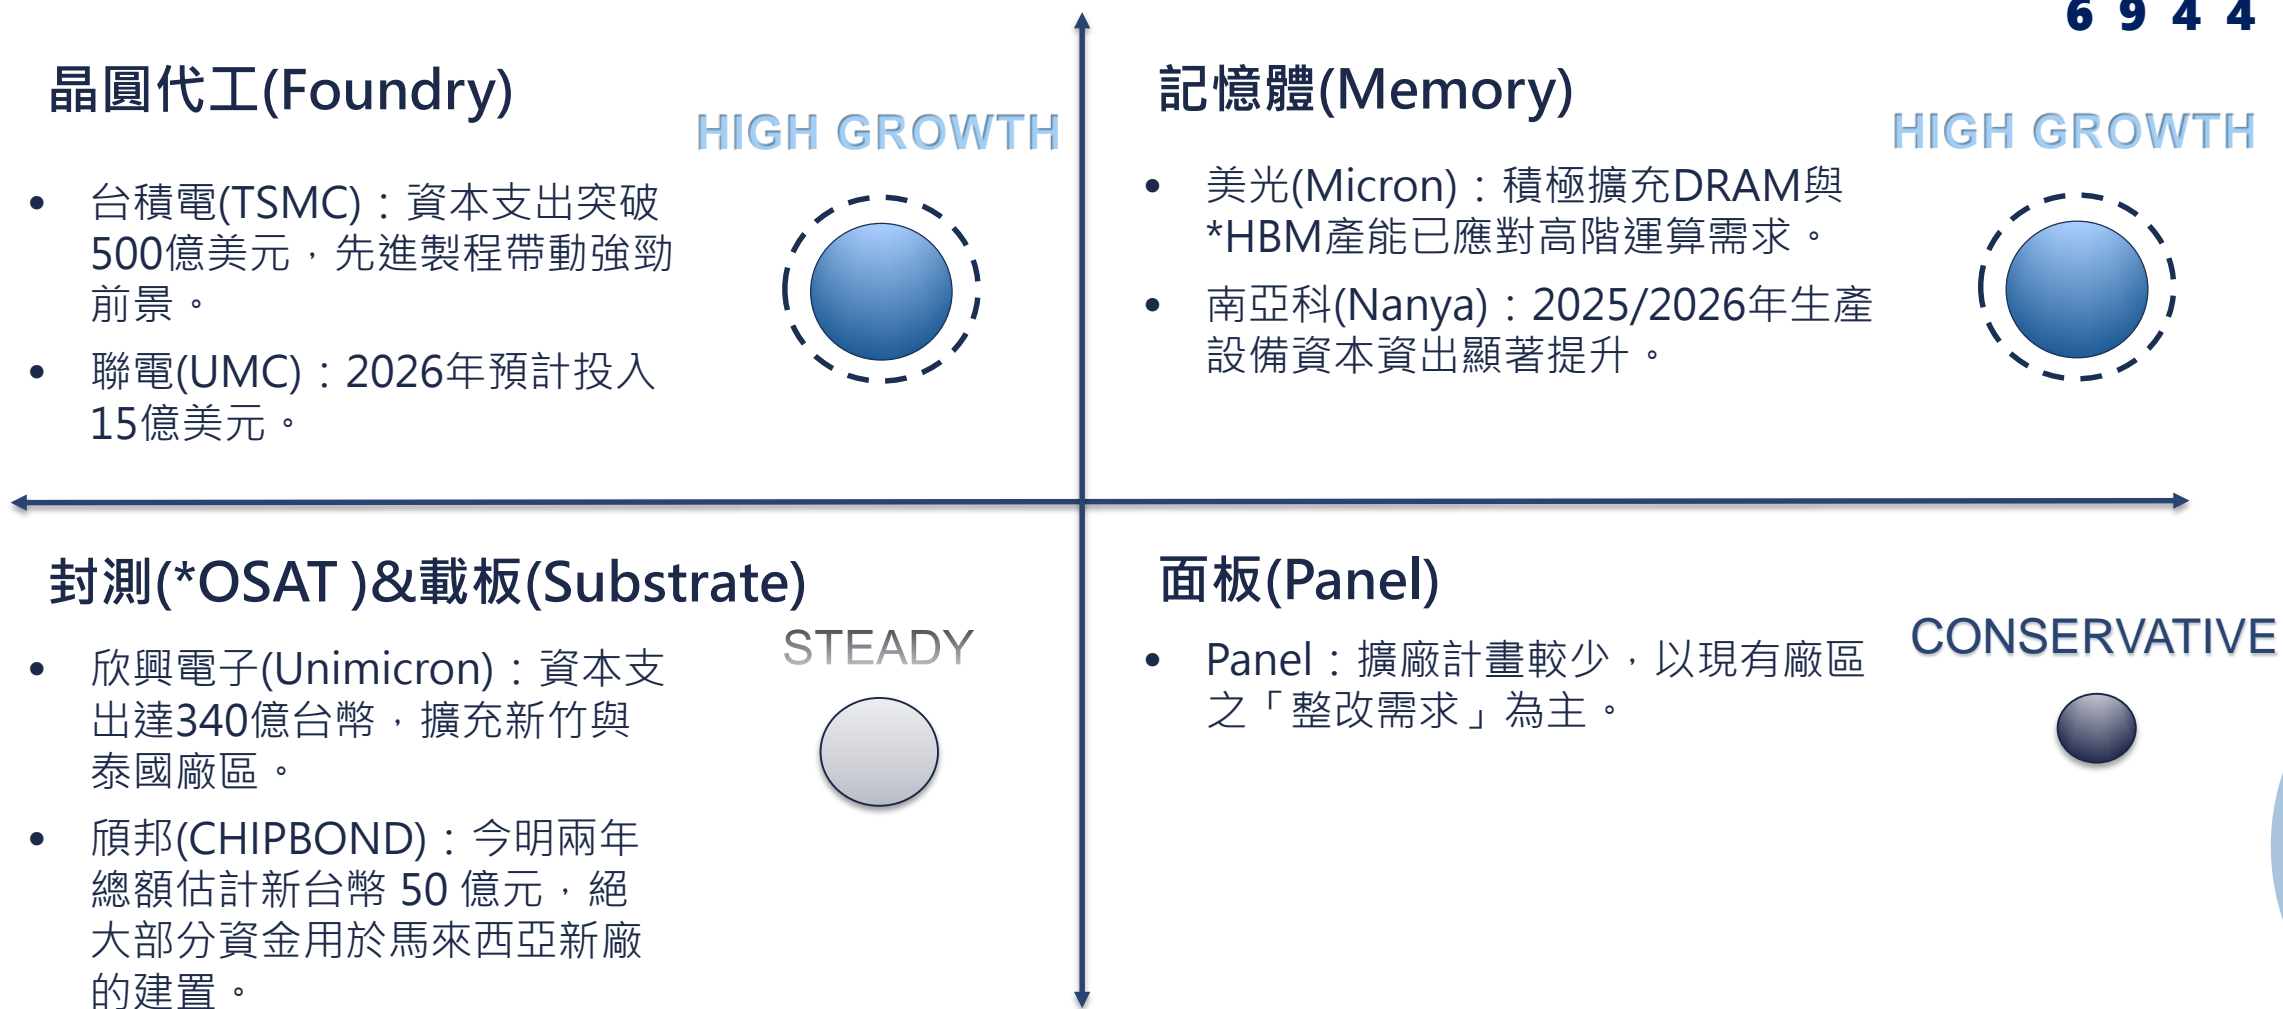 6 9 4 4
晶圓代工(Foundry)
HIGH GROWTH
• 台積電(TSMC)：資本支出突破
500億美元，先進製程帶動強勁
前景。
• 聯電(UMC)：2026年預計投入
15億美元。
記憶體(Memory)
HIGH GROWTH
• 美光(Micron)：積極擴充DRAM與
*HBM產能已應對高階運算需求。
• 南亞科(Nanya)：2025/2026年生產
設備資本資出顯著提升。
封測(*OSAT )&載板(Substrate)
STEADY
• 欣興電子(Unimicron)：資本支
出達340億台幣，擴充新竹與
泰國廠區。
• 頎邦(CHIPBOND)：今明兩年
總額估計新台幣 50 億元，絕
大部分資金用於馬來西亞新廠
的建置。
面板(Panel)
CONSERVATIVE
• Panel：擴廠計畫較少，以現有廠區
之「整改需求」為主。